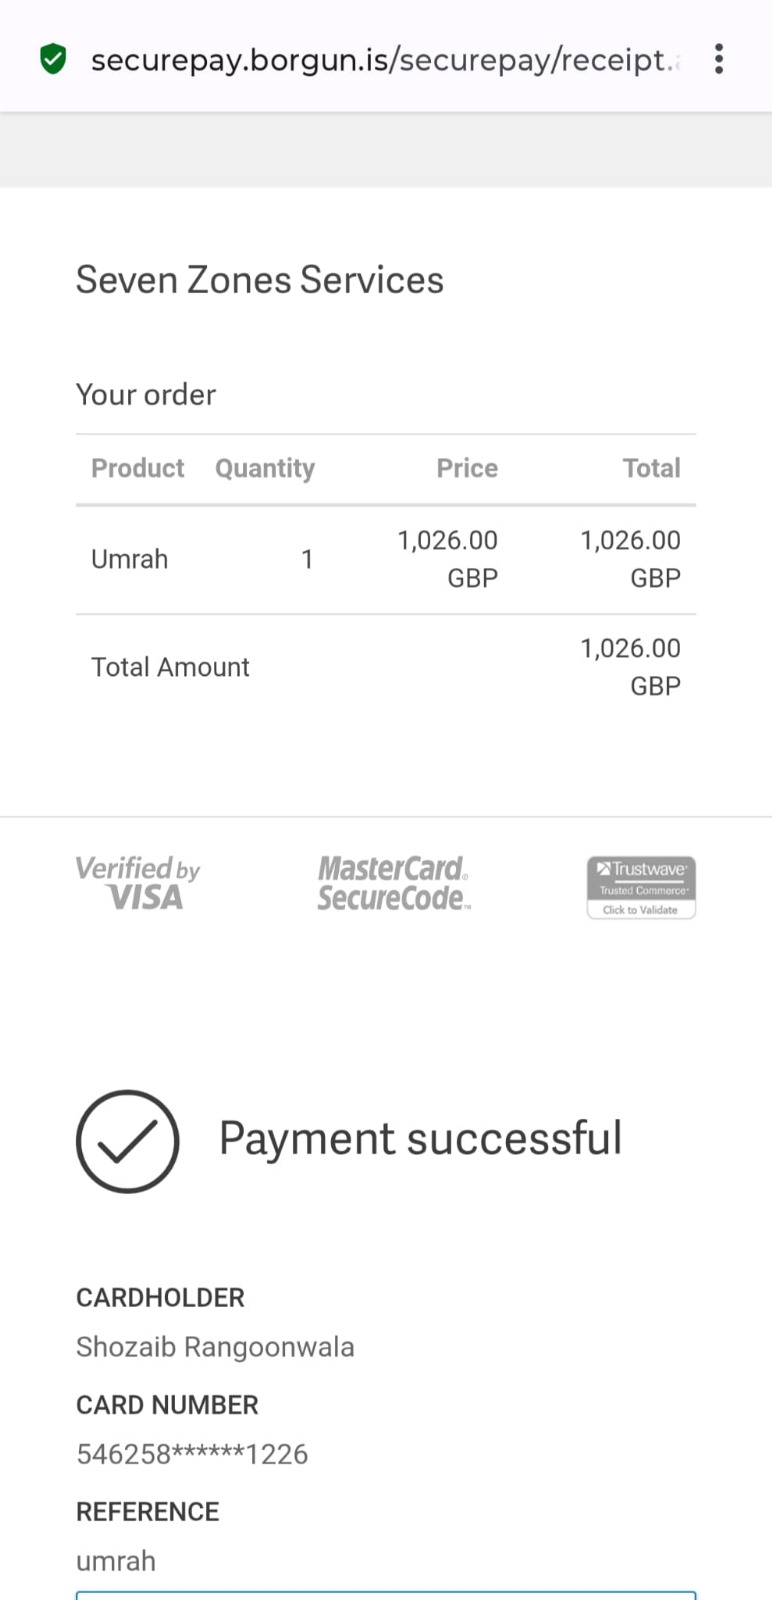 securepay.borgun.is/securepay/receipt.
Seven Zones Services
Your order
Product Quantity Price Total
Umrah 1 1,026.00 GBP 1,026.00 GBP
Total Amount 1,026.00 GBP
Verified by VISA
MasterCard® SecureCode™
Trustwave®
Trusted Commerce™
Click to Validate
Payment successful
CARDHOLDER
Shozaib Rangoonwala
CARD NUMBER
546258******1226
REFERENCE
umrah